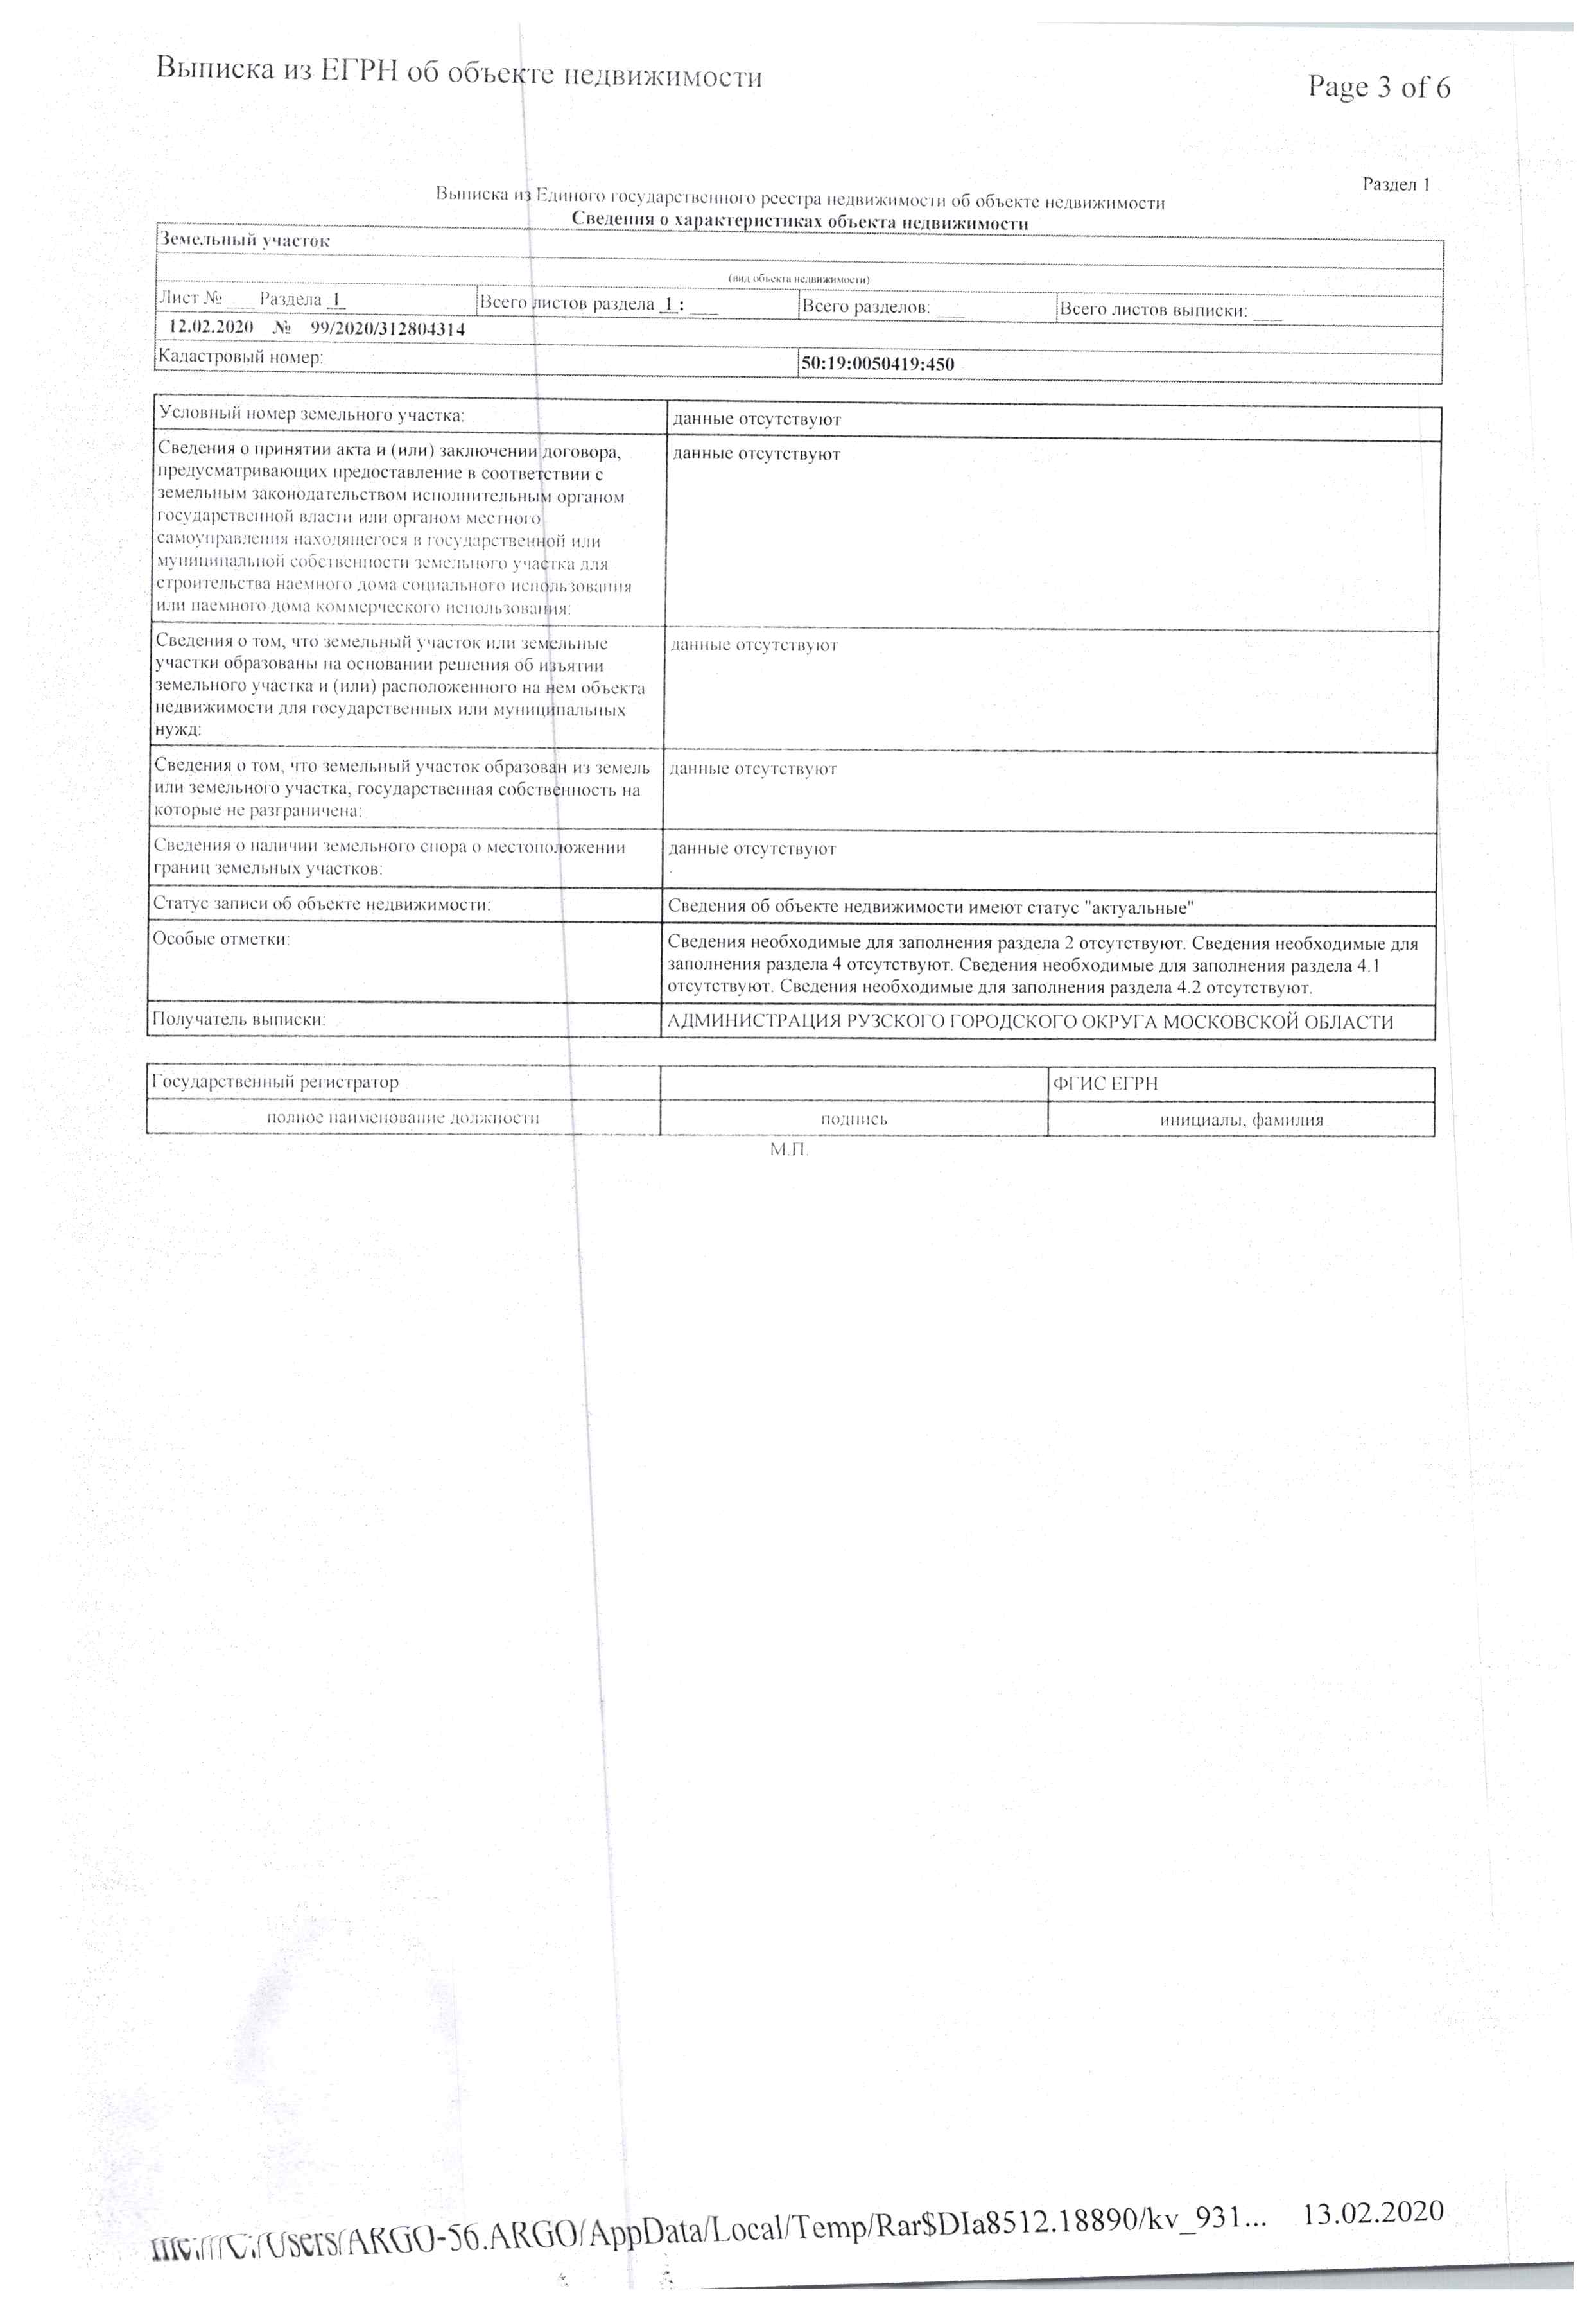 Выписка из ЕГРН об объекте недвижимости
Page 3 of 6
Раздел 1
Выписка из Единого государственного реестра недвижимости об объекте недвижимости
Сведения о характеристиках объекта недвижимости
Земельный участок
(вид объекта недвижимости)
Лист № ___ Раздела 1
Всего листов раздела 1 : ___
Всего разделов: ___
Всего листов выписки: ___
12.02.2020 № 99/2020/312804314
Кадастровый номер:
50:19:0050419:450
Условный номер земельного участка:
данные отсутствуют
Сведения о принятии акта и (или) заключении договора,
предусматривающих предоставление в соответствии с
земельным законодательством исполнительным органом
государственной власти или органом местного
самоуправления находящегося в государственной или
муниципальной собственности земельного участка для
строительства наемного дома социального использования
или наемного дома коммерческого использования:
данные отсутствуют
Сведения о том, что земельный участок или земельные
участки образованы на основании решения об изъятии
земельного участка и (или) расположенного на нем объекта
недвижимости для государственных или муниципальных
нужд:
данные отсутствуют
Сведения о том, что земельный участок образован из земель
или земельного участка, государственная собственность на
которые не разграничена:
данные отсутствуют
Сведения о наличии земельного спора о местоположении
границ земельных участков:
данные отсутствуют
Статус записи об объекте недвижимости:
Сведения об объекте недвижимости имеют статус "актуальные"
Особые отметки:
Сведения необходимые для заполнения раздела 2 отсутствуют. Сведения необходимые для
заполнения раздела 4 отсутствуют. Сведения необходимые для заполнения раздела 4.1
отсутствуют. Сведения необходимые для заполнения раздела 4.2 отсутствуют.
Получатель выписки:
АДМИНИСТРАЦИЯ РУЗСКОГО ГОРОДСКОГО ОКРУГА МОСКОВСКОЙ ОБЛАСТИ
Государственный регистратор
ФГИС ЕГРН
полное наименование должности
подпись
инициалы, фамилия
М.П.
file:///C:/Users/ARGO-56.ARGO/AppData/Local/Temp/Rar$DIa8512.18890/kv_931... 13.02.2020